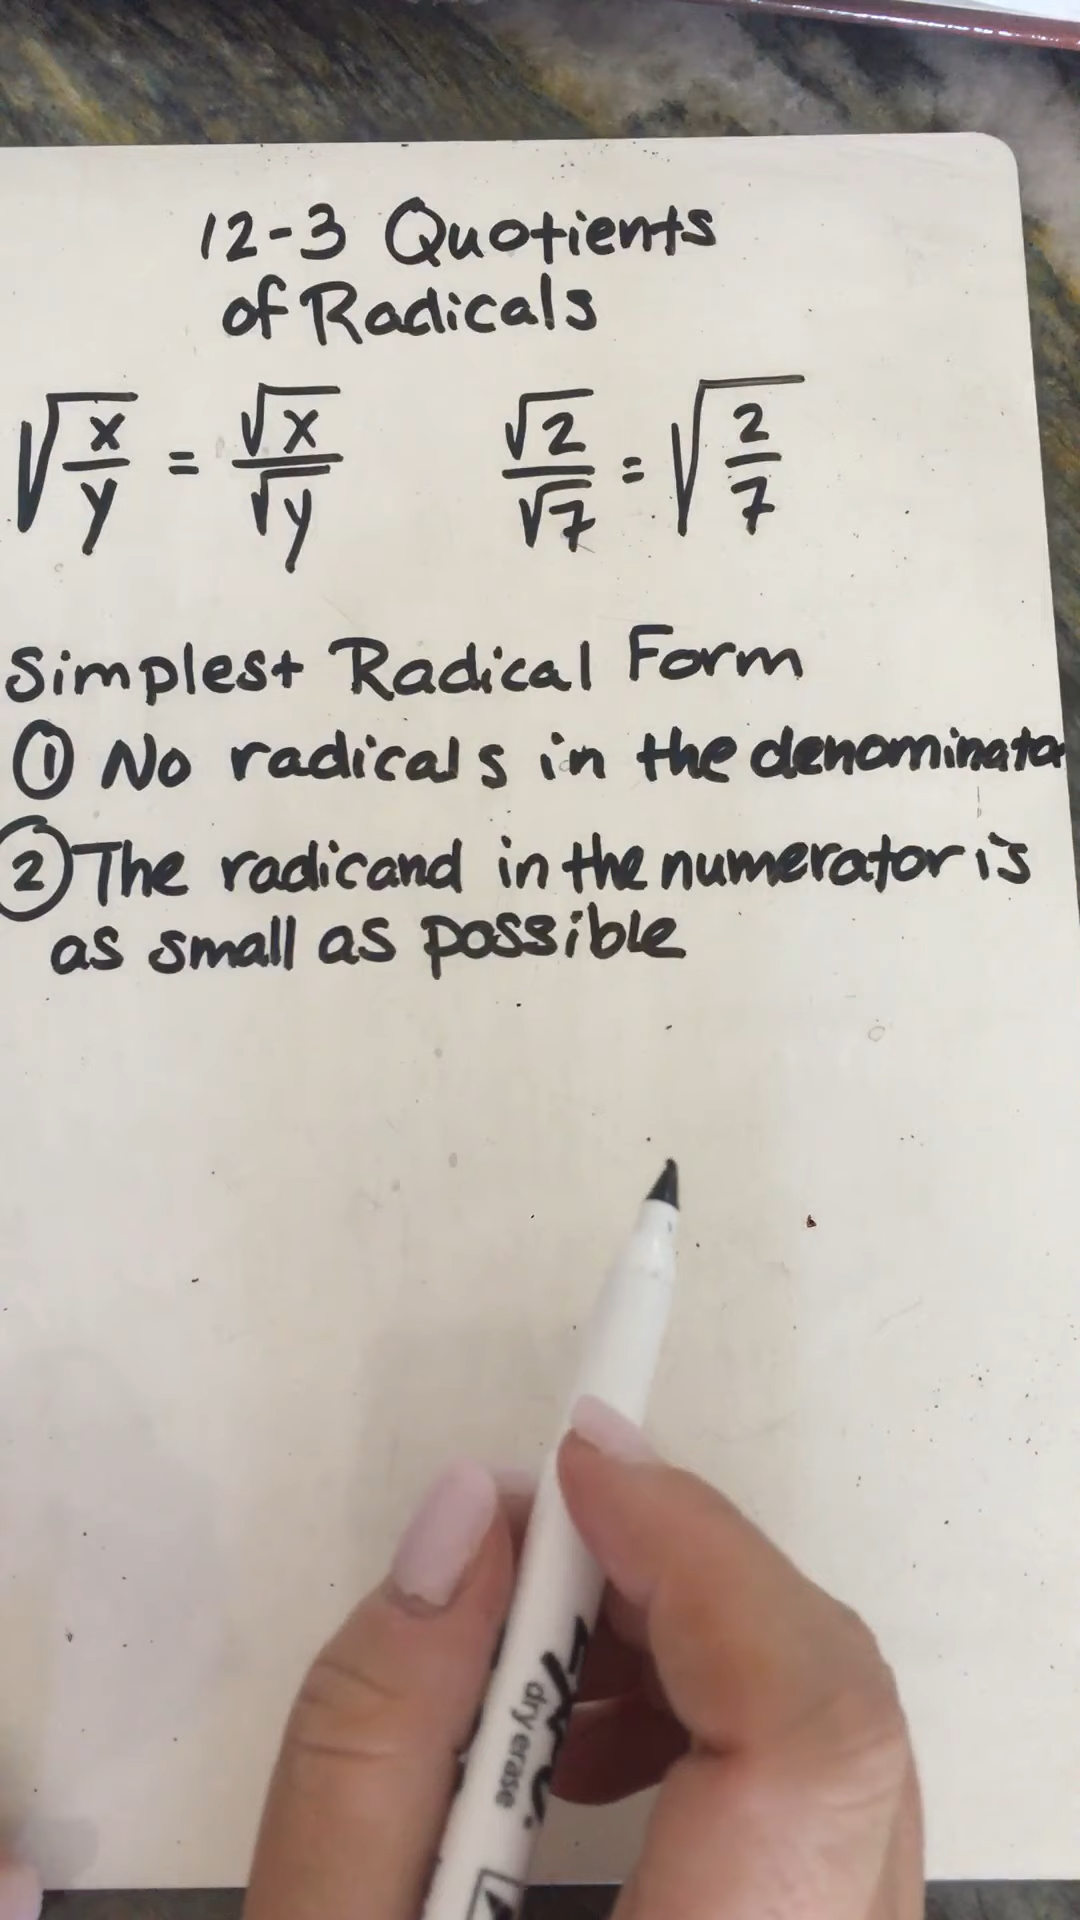 12-3 Quotients
of Radicals
√(x/y) = √x/√y   √2/√7 = √(2/7)
Simplest Radical Form
① No radicals in the denominator
② The radicand in the numerator is
as small as possible
dry erase